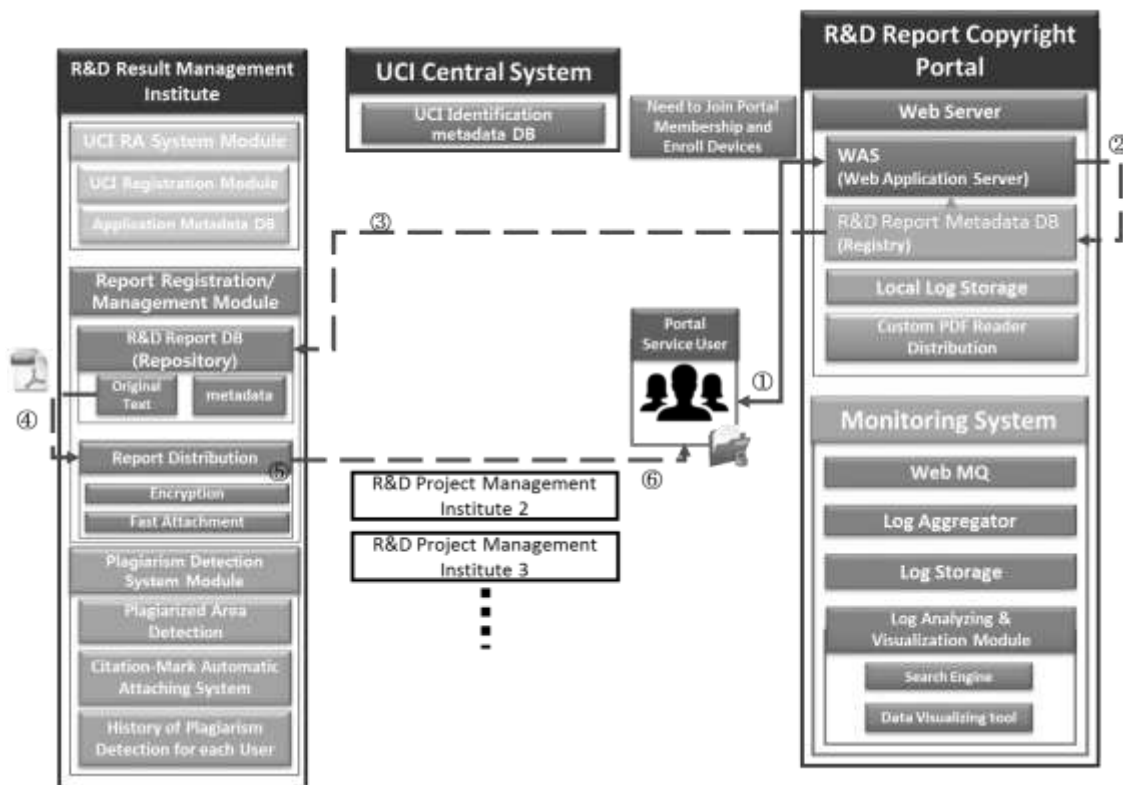 R&D Result Management
Institute
UCI RA System Module
UCI Registration Module
Application Metadata DB
Report Registration/
Management Module
R&D Report DB
(Repository)
Original
Text
metadata
④
Report Distribution
⑤
Encryption
Fast Attachment
Plagiarism Detection
System Module
Plagiarized Area
Detection
Citation-Mark Automatic
Attaching System
History of Plagiarism
Detection for each User
UCI Central System
UCI Identification
metadata DB
Need to Join Portal
Membership and
Enroll Devices
③
Portal
Service User
①
⑥
R&D Project Management
Institute 2
R&D Project Management
Institute 3
R&D Report Copyright
Portal
Web Server
WAS
(Web Application Server)
②
R&D Report Metadata DB
(Registry)
Local Log Storage
Custom PDF Reader
Distribution
Monitoring System
Web MQ
Log Aggregator
Log Storage
Log Analyzing &
Visualization Module
Search Engine
Data Visualizing tool